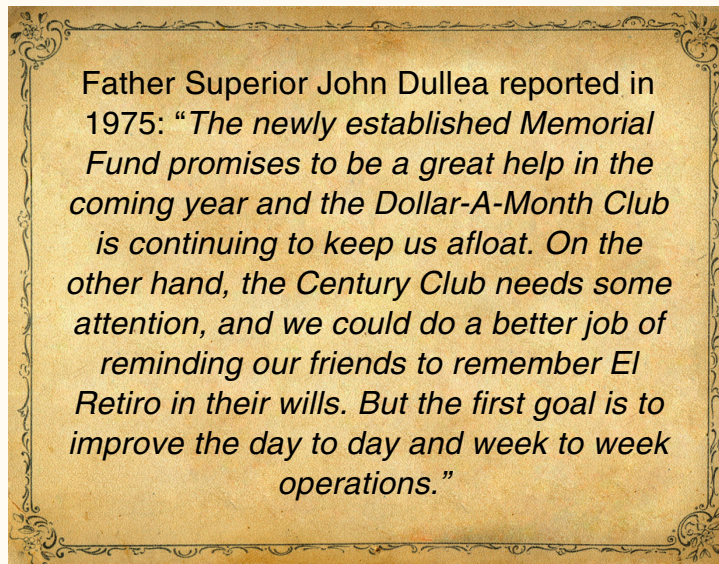 Father Superior John Dullea reported in
1975: “The newly established Memorial
Fund promises to be a great help in the
coming year and the Dollar-A-Month Club
is continuing to keep us afloat. On the
other hand, the Century Club needs some
attention, and we could do a better job of
reminding our friends to remember El
Retiro in their wills. But the first goal is to
improve the day to day and week to week
operations.”